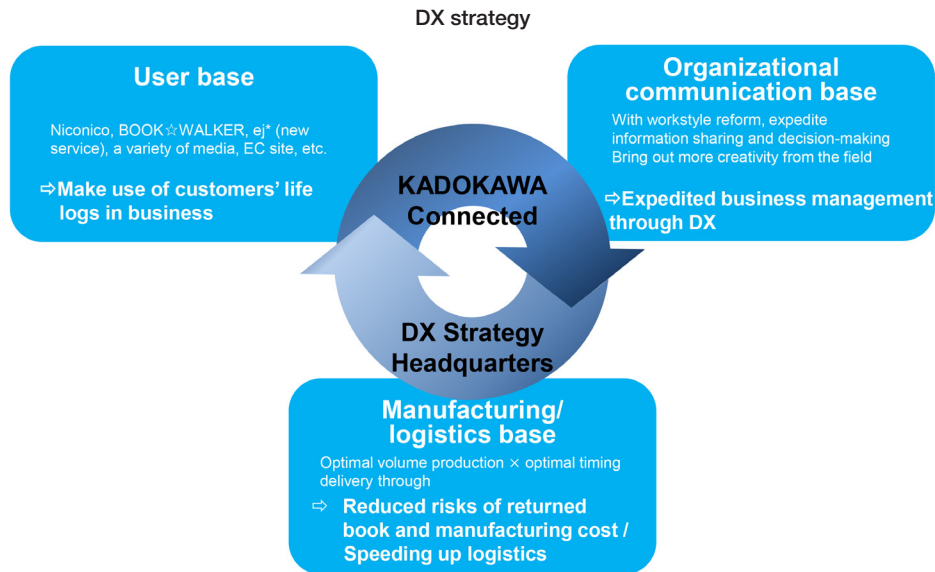 DX strategy
User base
Niconico, BOOK☆WALKER, ej* (new
service), a variety of media, EC site, etc.
⇨Make use of customers' life
logs in business
Organizational
communication base
With workstyle reform, expedite
information sharing and decision-making
Bring out more creativity from the field
⇨Expedited business management
through DX
KADOKAWA
Connected
DX Strategy
Headquarters
Manufacturing/
logistics base
Optimal volume production × optimal timing
delivery through
⇨ Reduced risks of returned
book and manufacturing cost /
Speeding up logistics